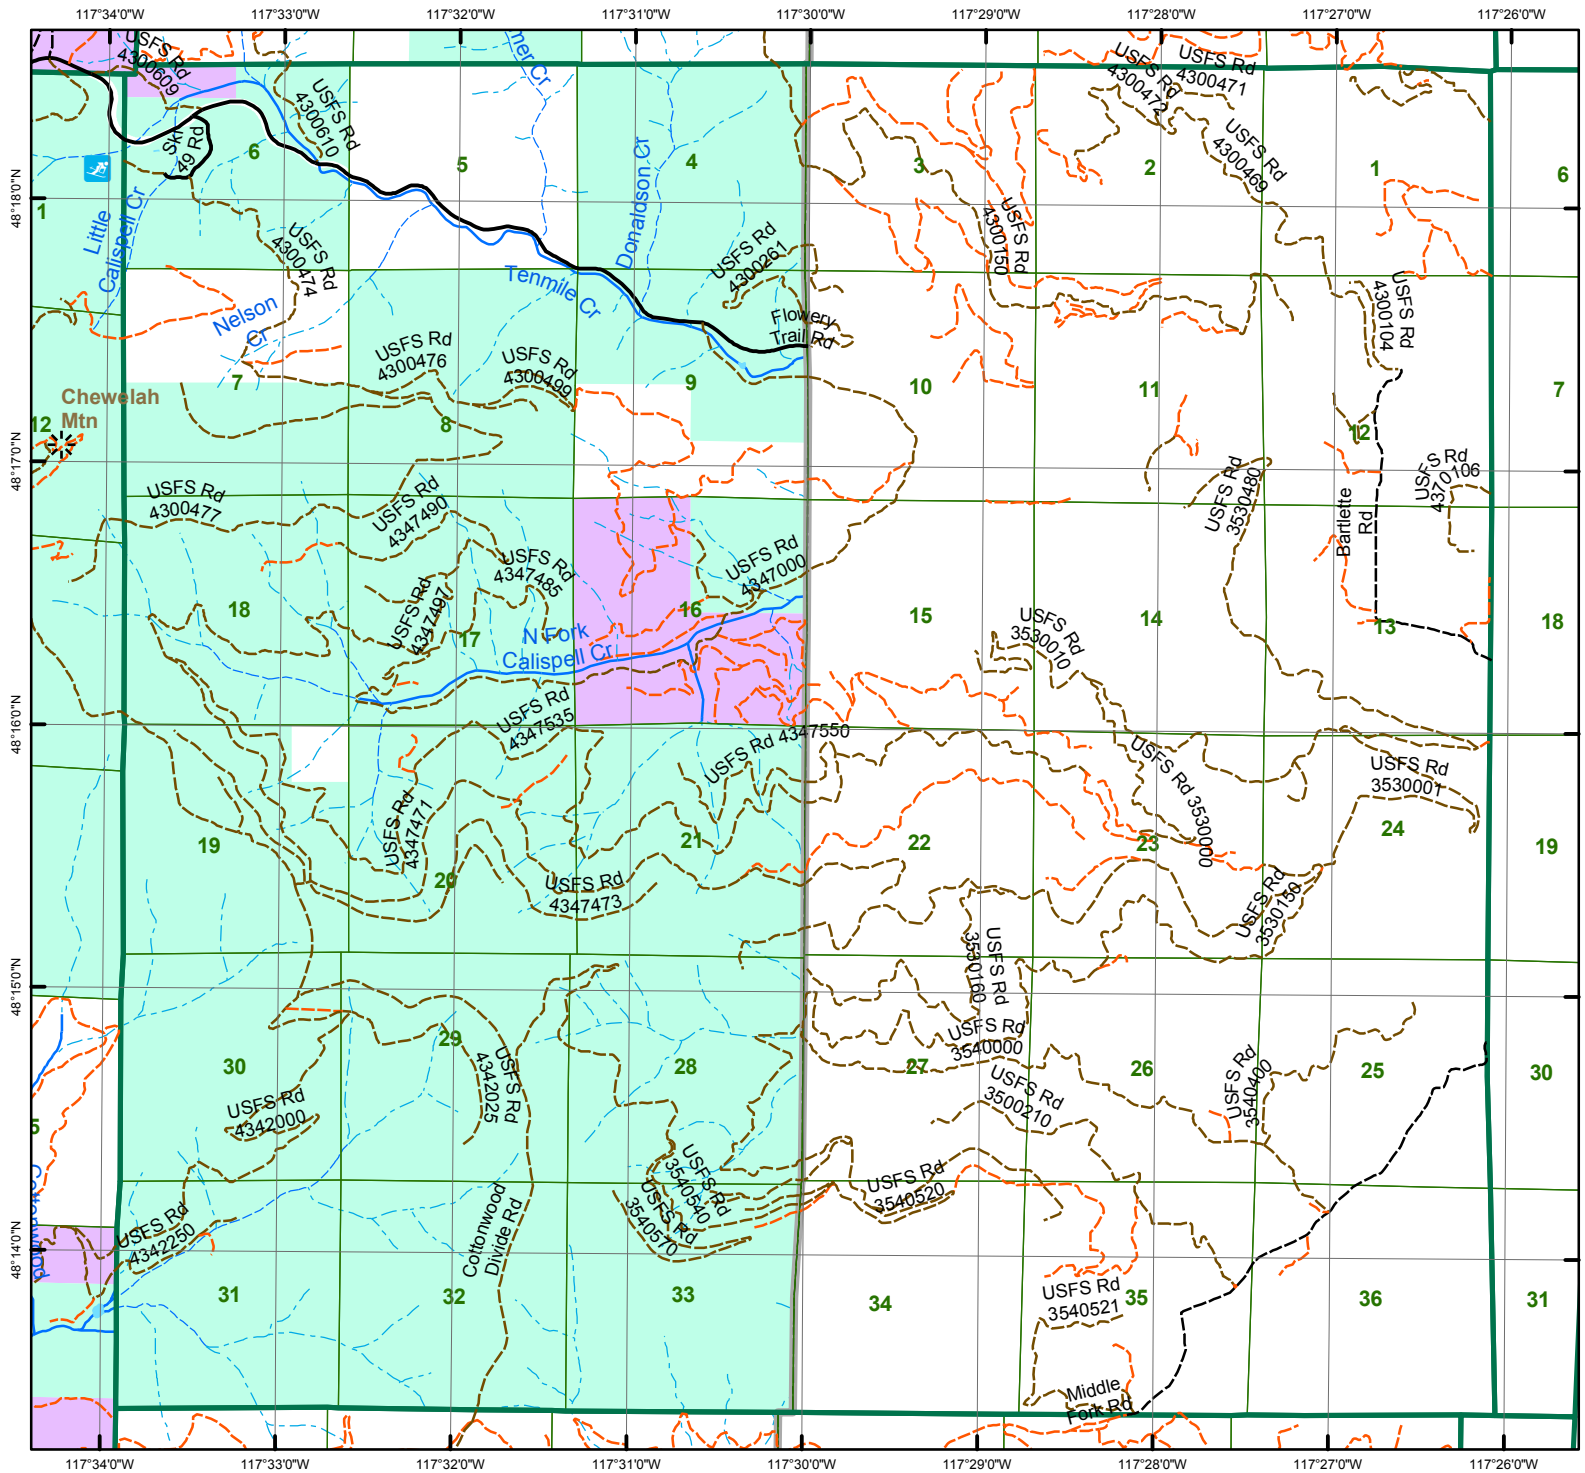 117°34'0"W
117°33'0"W
117°32'0"W
117°31'0"W
117°30'0"W
117°29'0"W
117°28'0"W
117°27'0"W
117°26'0"W
USFS Rd
4300609
USFS Rd
4300610
mer Cr
USFS Rd
4300472
USFS Rd
4300471
USFS Rd
4300469
Ski
49 Rd
6
5
4
3
2
1
6
48°18'0"N
1
Little
Calispell Cr
Donaldson Cr
USFS Rd
4300474
USFS Rd
4300261
USFS Rd
4300150
Tenmile Cr
Nelson
Cr
Flowery
Trail Rd
USFS Rd
4300104
USFS Rd
4300476
USFS Rd
4300499
7
8
9
10
11
12
7
Chewelah
Mtn
12
48°17'0"N
USFS Rd
4300477
USFS Rd
4347490
USFS Rd
4347485
USFS Rd
4347497
USFS Rd
4347000
USFS Rd
3530480
Bartlette
Rd
USFS Rd
4370106
18
17
16
15
14
13
18
N Fork
Calispell Cr
USFS Rd
3530010
48°16'0"N
USFS Rd
4347535
USFS Rd 4347550
USFS Rd 3530000
USFS Rd
3530001
USFS Rd
4347471
19
20
21
22
23
24
19
USFS Rd
4347473
USFS Rd
3530150
USFS Rd
3530160
48°15'0"N
USFS Rd
3540000
29
30
28
27
26
25
30
USFS Rd
4342025
USFS Rd
3500210
USFS Rd
3540400
USFS Rd
4342000
5
Cottonwood
USFS Rd
3540540
USFS Rd
3540570
USFS Rd
3540520
USFS Rd
4342250
Cottonwood
Divide Rd
48°14'0"N
31
32
33
34
35
36
31
USFS Rd
3540521
Middle
Fork Rd
117°34'0"W
117°33'0"W
117°32'0"W
117°31'0"W
117°30'0"W
117°29'0"W
117°28'0"W
117°27'0"W
117°26'0"W